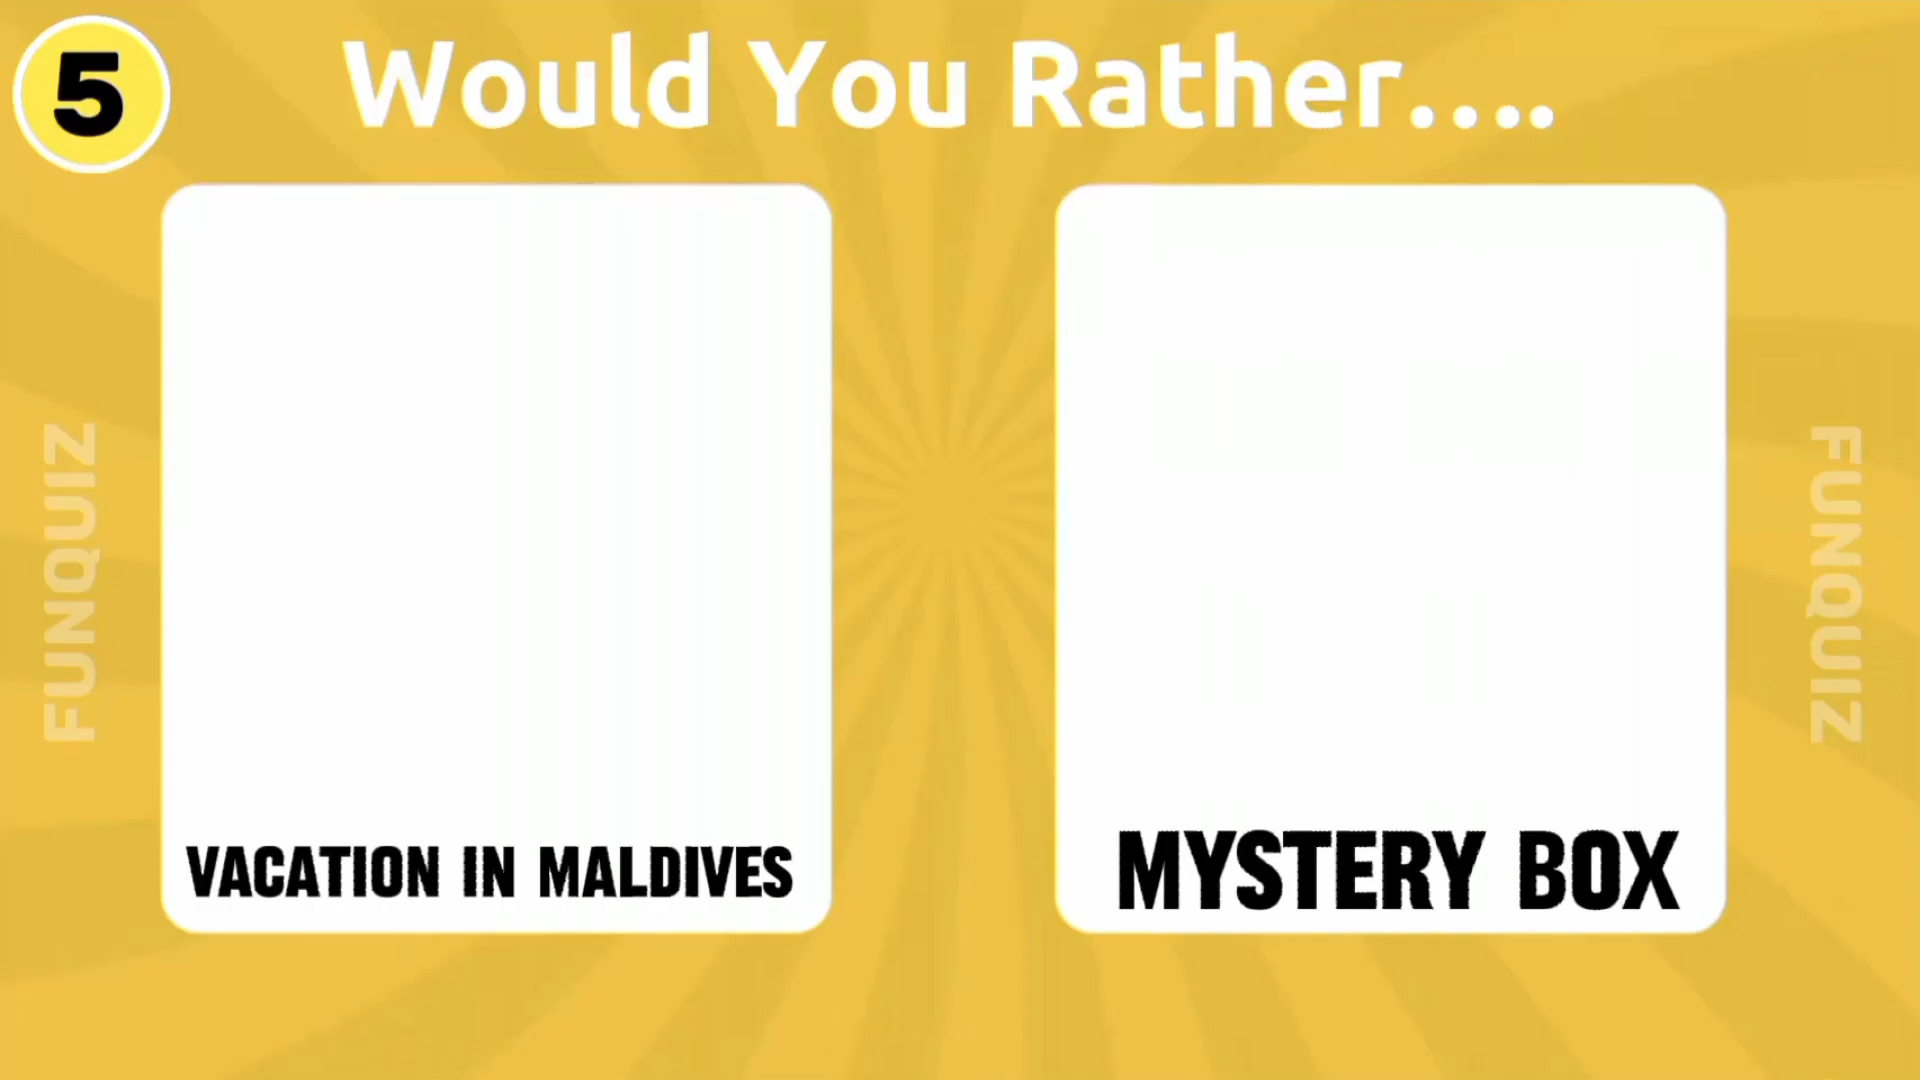 5
Would You Rather....
FUNQUIZ
FUNQUIZ
VACATION IN MALDIVES
MYSTERY BOX